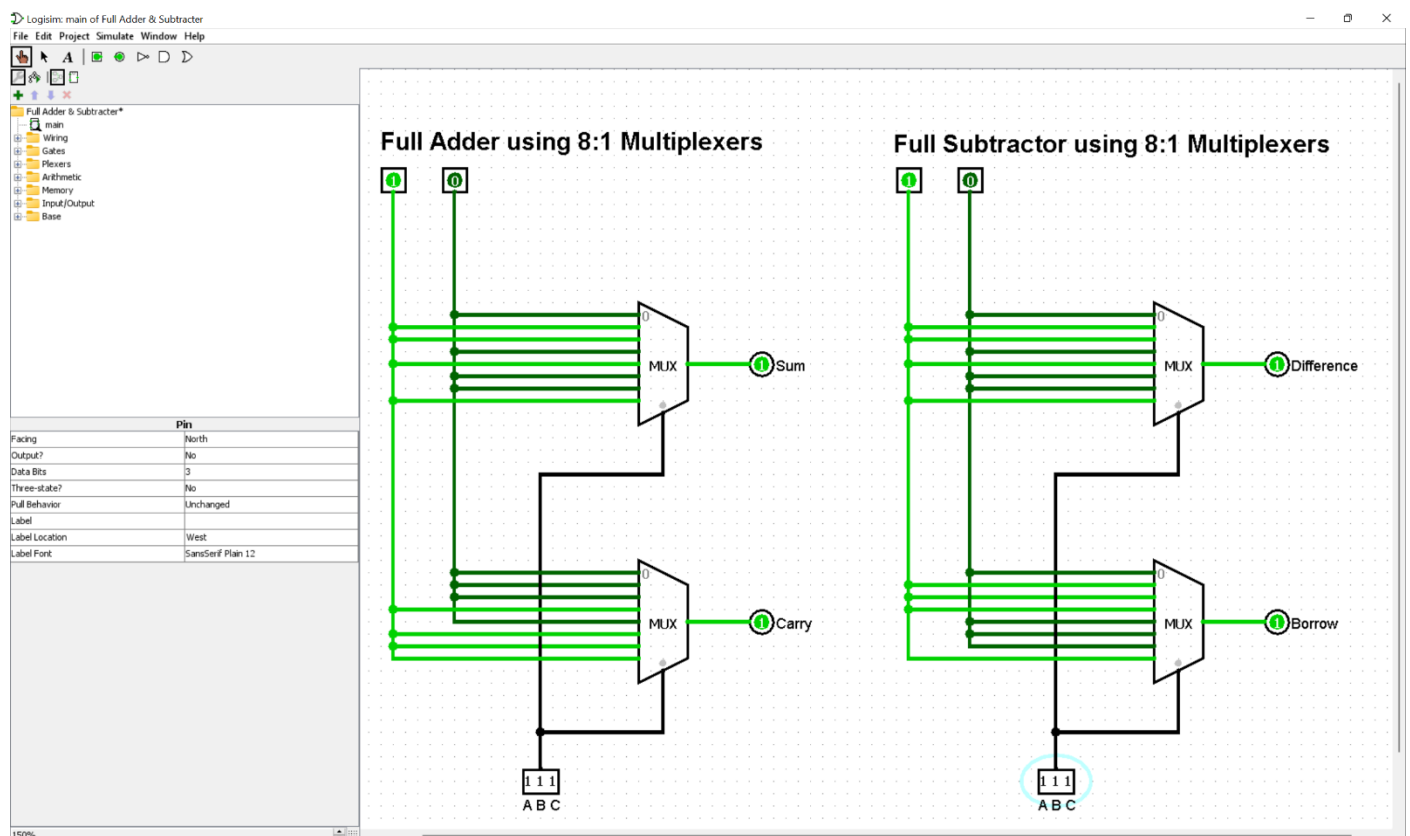 Logisim: main of Full Adder & Subtracter
File Edit Project Simulate Window Help
A
Full Adder & Subtracter*
main
Wiring
Gates
Plexers
Arithmetic
Memory
Input/Output
Base
Pin
Facing North
Output? No
Data Bits 3
Three-state? No
Pull Behavior Unchanged
Label
Label Location West
Label Font SansSerif Plain 12
150%
Full Adder using 8:1 Multiplexers
1 0
0
MUX
1 Sum
0
MUX
1 Carry
1 1 1
A B C
Full Subtractor using 8:1 Multiplexers
1 0
0
MUX
1 Difference
0
MUX
1 Borrow
1 1 1
A B C